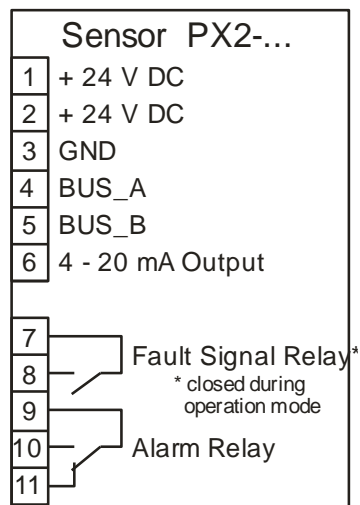 Sensor PX2-...
1 + 24 V DC
2 + 24 V DC
3 GND
4 BUS_A
5 BUS_B
6 4 - 20 mA Output
7
Fault Signal Relay*
8
* closed during
operation mode
9
10 Alarm Relay
11